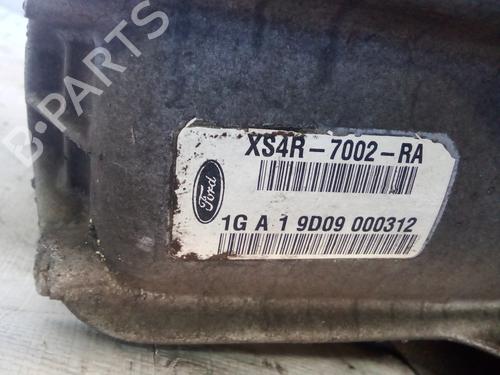 B-PARTS
XS4R-7002-RA
Ford
1G A 1 9D09 000312